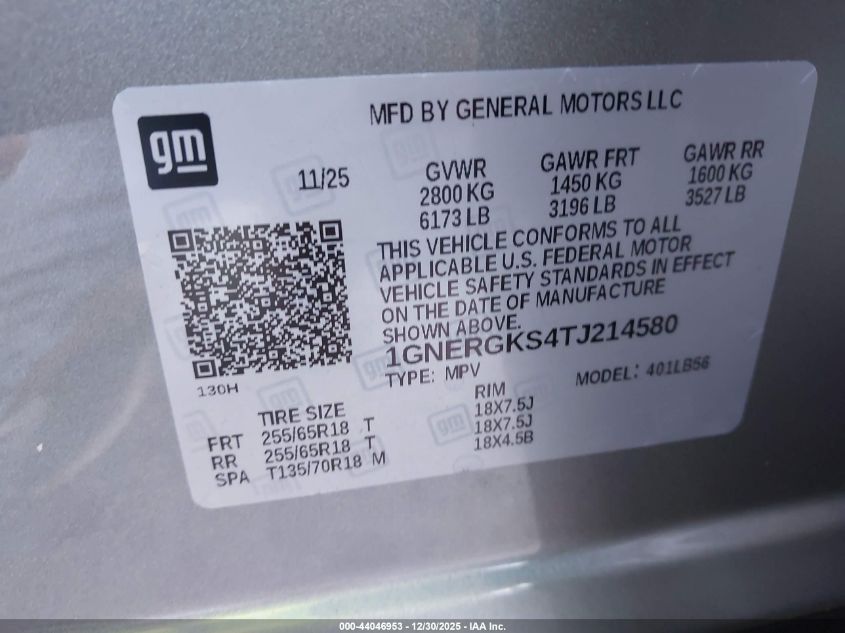 gm
MFD BY GENERAL MOTORS LLC
11/25
GVWR
2800 KG
6173 LB
GAWR FRT
1450 KG
3196 LB
GAWR RR
1600 KG
3527 LB
THIS VEHICLE CONFORMS TO ALL
APPLICABLE U.S. FEDERAL MOTOR
VEHICLE SAFETY STANDARDS IN EFFECT
ON THE DATE OF MANUFACTURE
SHOWN ABOVE.
1GNERGKS4TJ214580
TYPE: MPV
MODEL: 401LB56
130H
TIRE SIZE
RIM
FRT 255/65R18 T 18X7.5J
RR 255/65R18 T 18X7.5J
SPA T135/70R18 M 18X4.5B
000-44046953 - 12/30/2025 - IAA Inc.